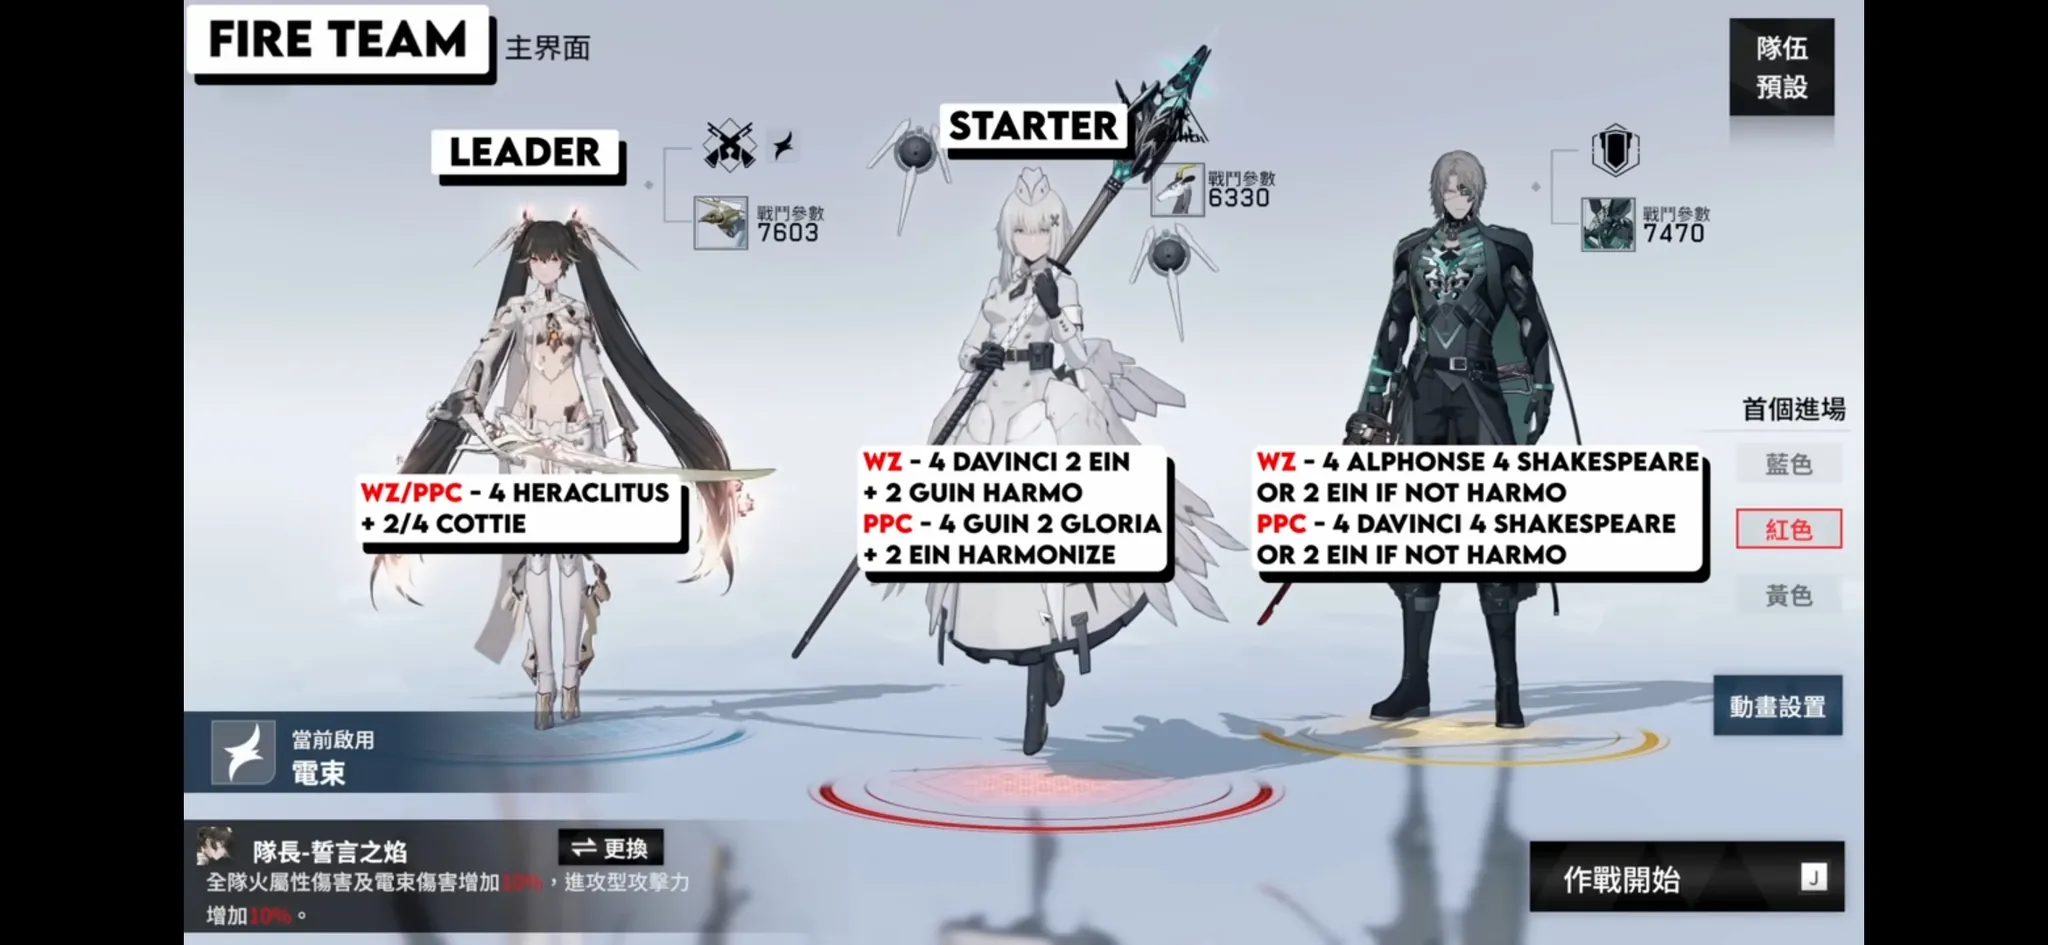 FIRE TEAM
主界面
隊伍
預設
LEADER
STARTER
戰鬥參數
7603
戰鬥參數
6330
戰鬥參數
7470
首個進場
藍色
紅色
黃色
WZ/PPC - 4 HERACLITUS
+ 2/4 COTTIE
WZ - 4 DAVINCI 2 EIN
+ 2 GUIN HARMO
PPC - 4 GUIN 2 GLORIA
+ 2 EIN HARMONIZE
WZ - 4 ALPHONSE 4 SHAKESPEARE
OR 2 EIN IF NOT HARMO
PPC - 4 DAVINCI 4 SHAKESPEARE
OR 2 EIN IF NOT HARMO
動畫設置
當前啟用
電束
隊長-誓言之焰
更換
全隊火屬性傷害及電束傷害增加10%，進攻型攻擊力
增加10%。
作戰開始
J